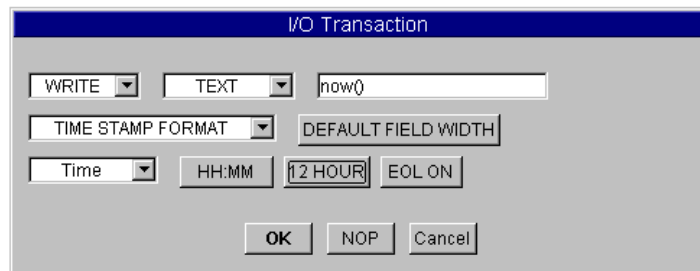 I/O Transaction
WRITE TEXT now()
TIME STAMP FORMAT DEFAULT FIELD WIDTH
Time HH:MM 12 HOUR EOL ON
OK NOP Cancel